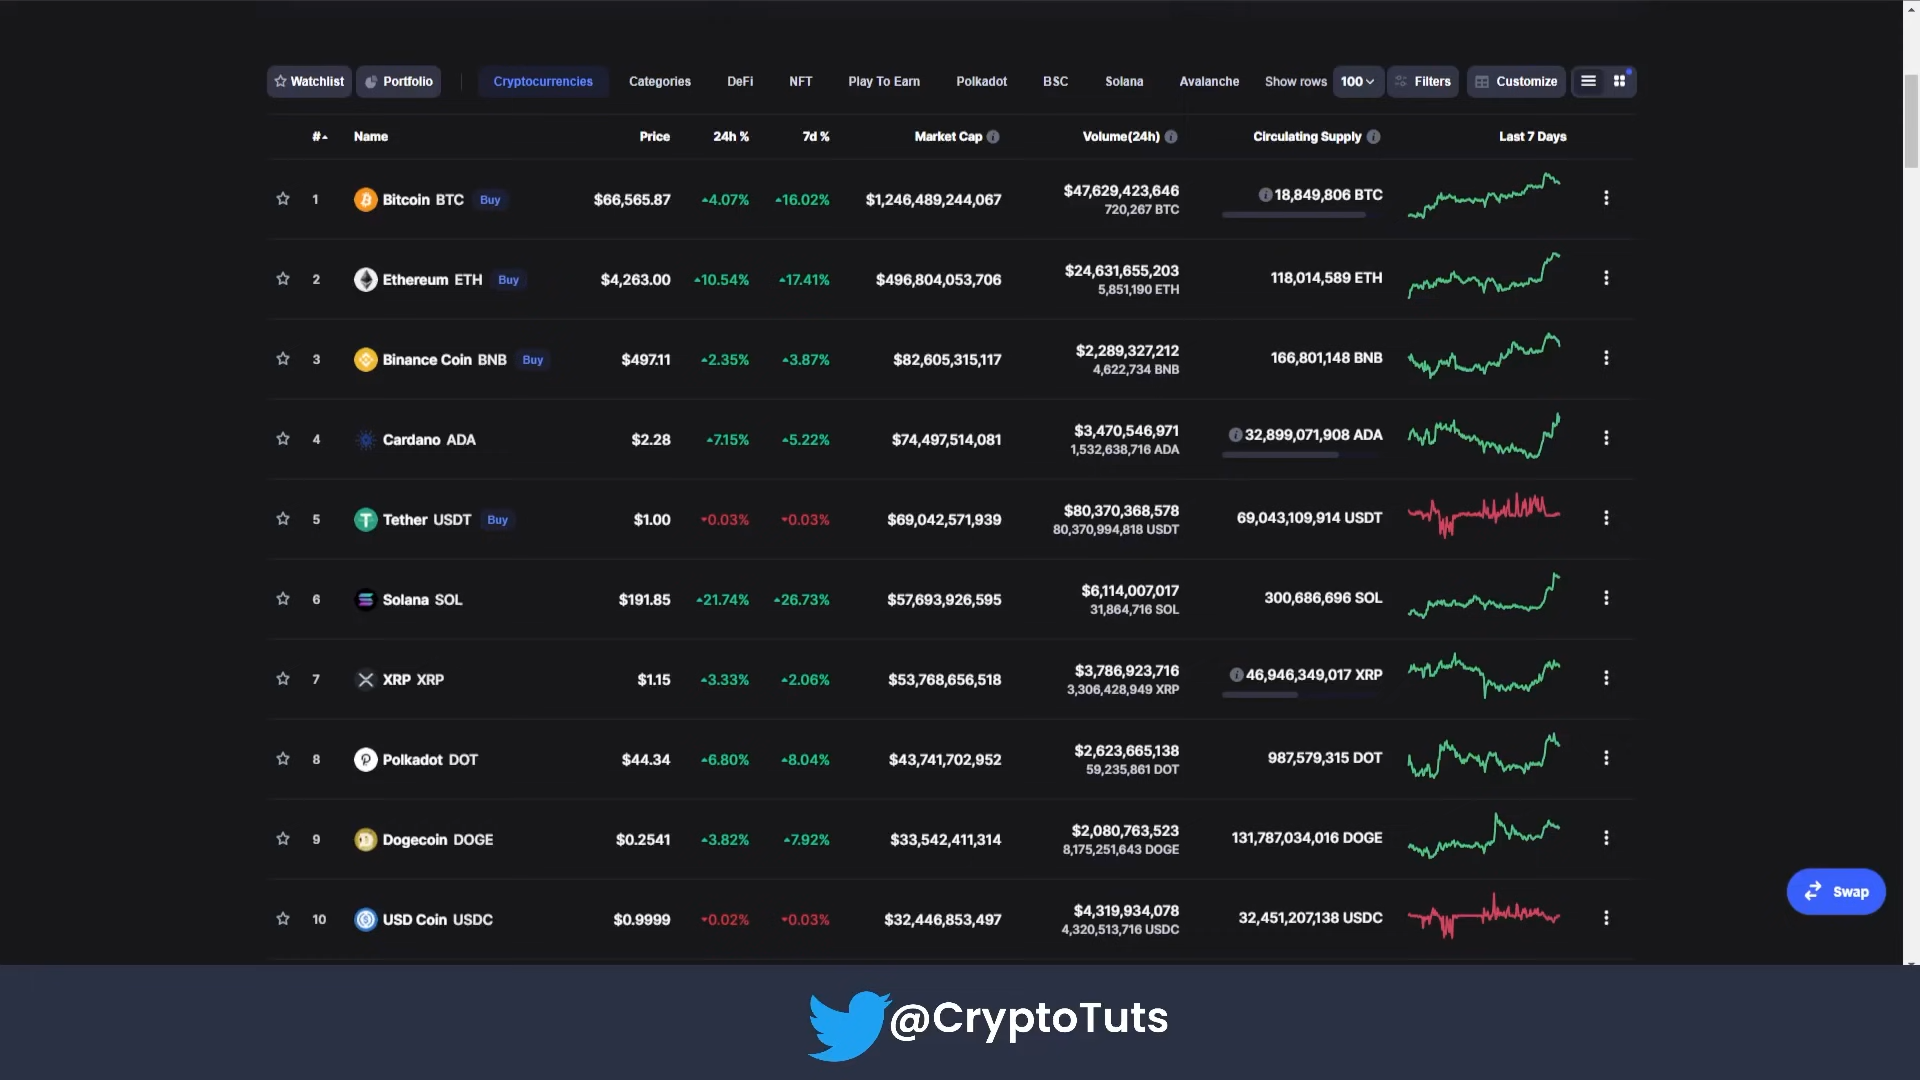 Watchlist Portfolio Cryptocurrencies Categories DeFi NFT Play To Earn Polkadot BSC Solana Avalanche Show rows 100 Filters Customize
# Name Price 24h % 7d % Market Cap Volume(24h) Circulating Supply Last 7 Days
1 Bitcoin BTC Buy $66,565.87 4.07% 16.02% $1,246,489,244,067 $47,629,423,646 18,849,806 BTC
720,267 BTC
2 Ethereum ETH Buy $4,263.00 10.54% 17.41% $496,804,053,706 $24,631,655,203 118,014,589 ETH
5,851,190 ETH
3 Binance Coin BNB Buy $497.11 2.35% 3.87% $82,605,315,117 $2,289,327,212 166,801,148 BNB
4,622,734 BNB
4 Cardano ADA $2.28 7.15% 5.22% $74,497,514,081 $3,470,546,971 32,899,071,908 ADA
1,532,638,716 ADA
5 Tether USDT Buy $1.00 0.03% 0.03% $69,042,571,939 $80,370,368,578 69,043,109,914 USDT
80,370,994,818 USDT
6 Solana SOL $191.85 21.74% 26.73% $57,693,926,595 $6,114,007,017 300,686,696 SOL
31,864,716 SOL
7 XRP XRP $1.15 3.33% 2.06% $53,768,656,518 $3,786,923,716 46,946,349,017 XRP
3,306,428,949 XRP
8 Polkadot DOT $44.34 6.80% 8.04% $43,741,702,952 $2,623,665,138 987,579,315 DOT
59,235,861 DOT
9 Dogecoin DOGE $0.2541 3.82% 7.92% $33,542,411,314 $2,080,763,523 131,787,034,016 DOGE
8,175,251,643 DOGE
10 USD Coin USDC $0.9999 0.02% 0.03% $32,446,853,497 $4,319,934,078 32,451,207,138 USDC
4,320,513,716 USDC
Swap
@CryptoTuts